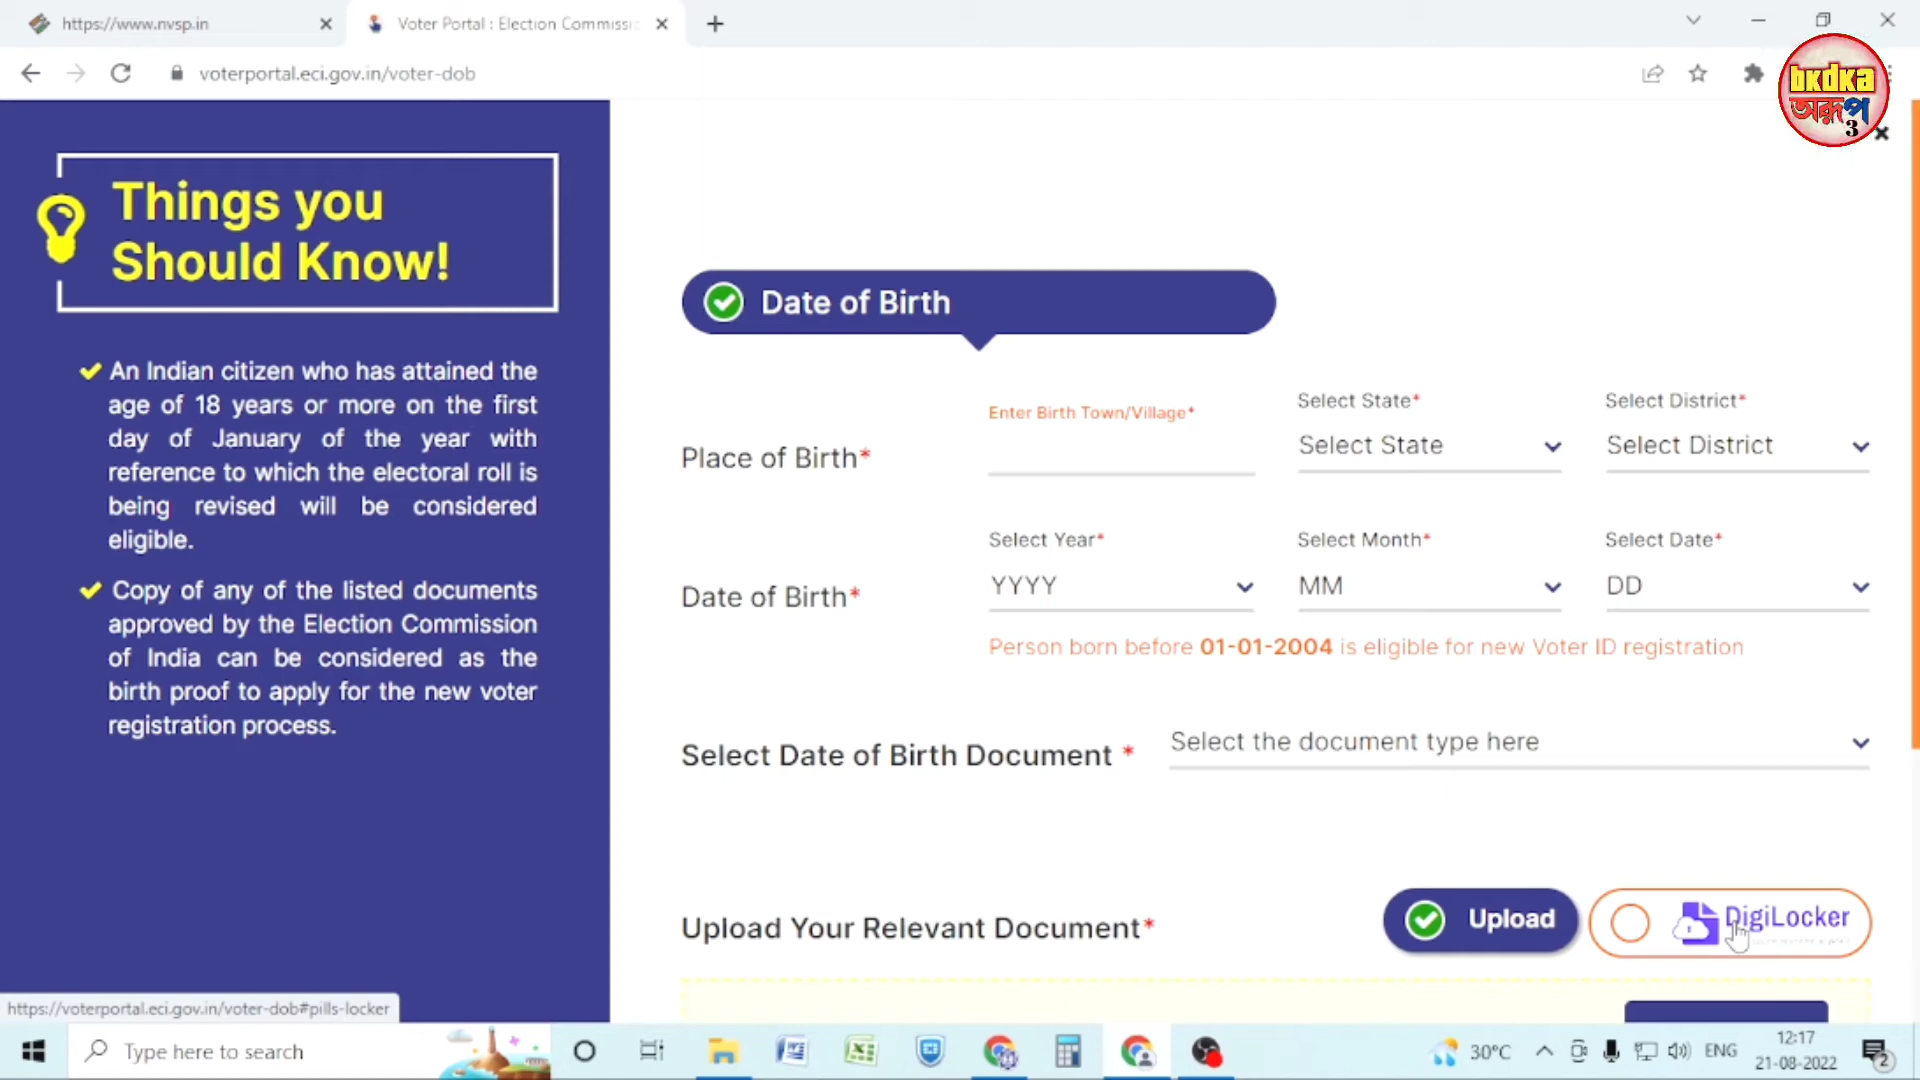 https://www.nvsp.in
Voter Portal : Election Commissi
voterportal.eci.gov.in/voter-dob
bkdka
অরূপ
3
Things you
Should Know!
An Indian citizen who has attained the
age of 18 years or more on the first
day of January of the year with
reference to which the electoral roll is
being revised will be considered
eligible.
Copy of any of the listed documents
approved by the Election Commission
of India can be considered as the
birth proof to apply for the new voter
registration process.
Date of Birth
Place of Birth*
Enter Birth Town/Village*
Select State*
Select State
Select District*
Select District
Date of Birth*
Select Year*
YYYY
Select Month*
MM
Select Date*
DD
Person born before 01-01-2004 is eligible for new Voter ID registration
Select Date of Birth Document *
Select the document type here
Upload Your Relevant Document*
Upload
DigiLocker
https://voterportal.eci.gov.in/voter-dob#pills-locker
Type here to search
30°C
ENG
12:17
21-08-2022
2